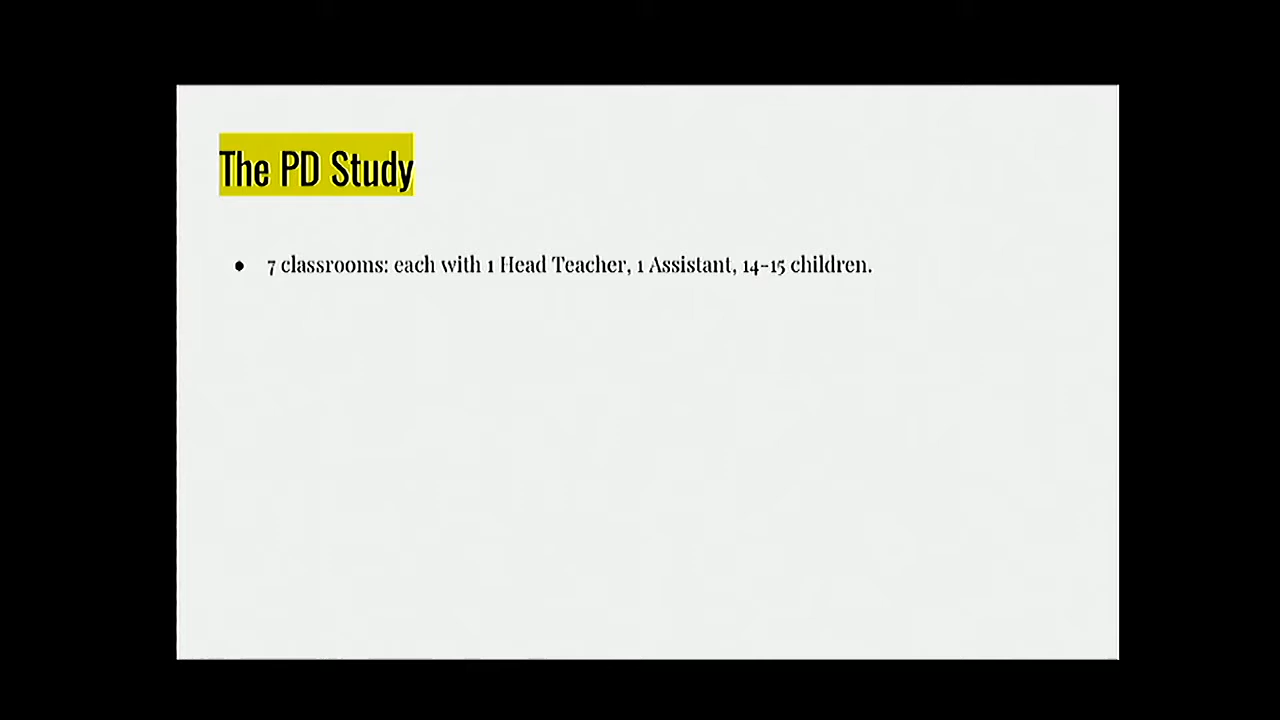 The PD Study
● 7 classrooms: each with 1 Head Teacher, 1 Assistant, 14-15 children.